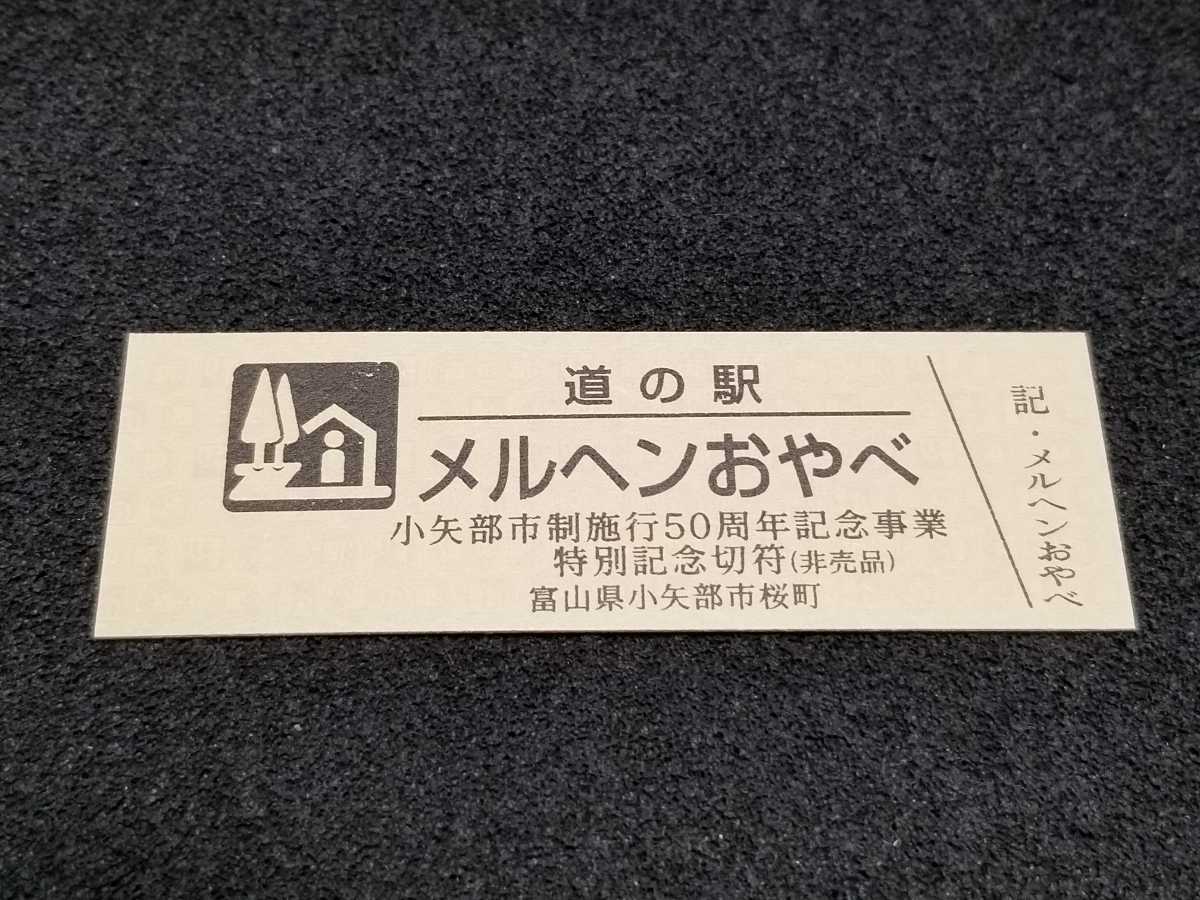 道の駅
メルヘンおやべ
小矢部市制施行50周年記念事業
特別記念切符(非売品)
富山県小矢部市桜町
記・メルヘンおやべ